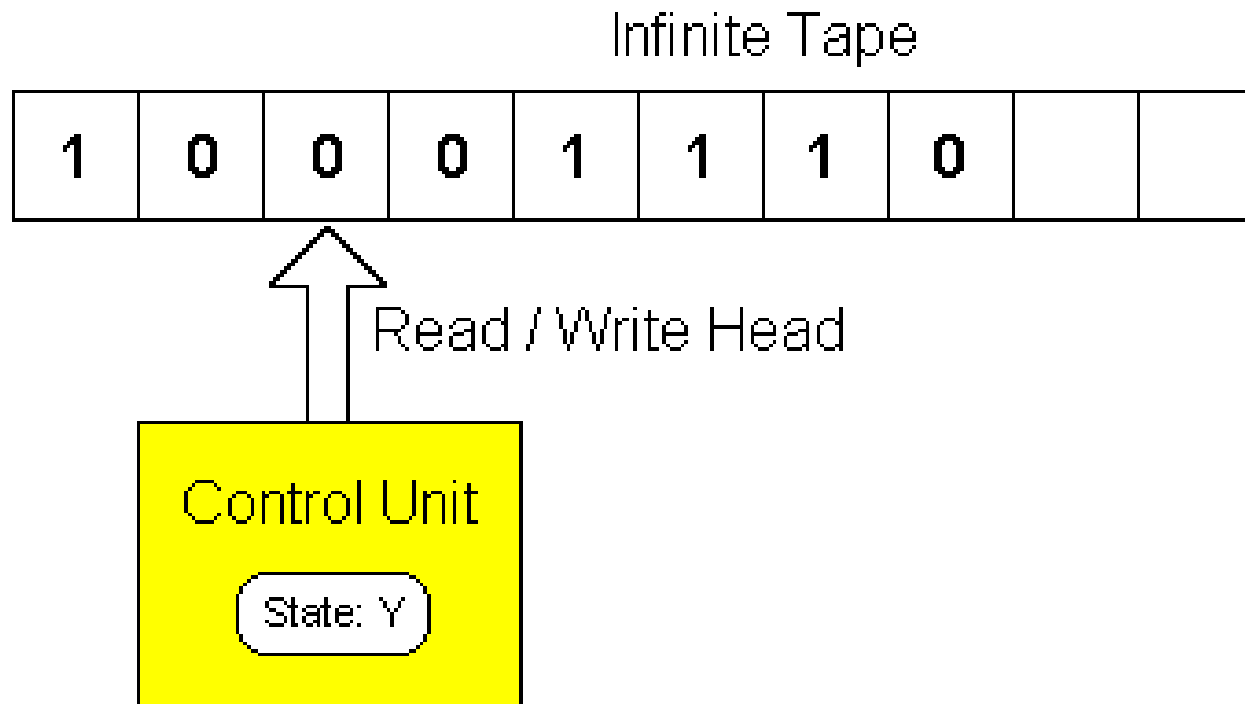 Infinite Tape
1 0 0 0 1 1 1 0
Read / Write Head
Control Unit
State: Y